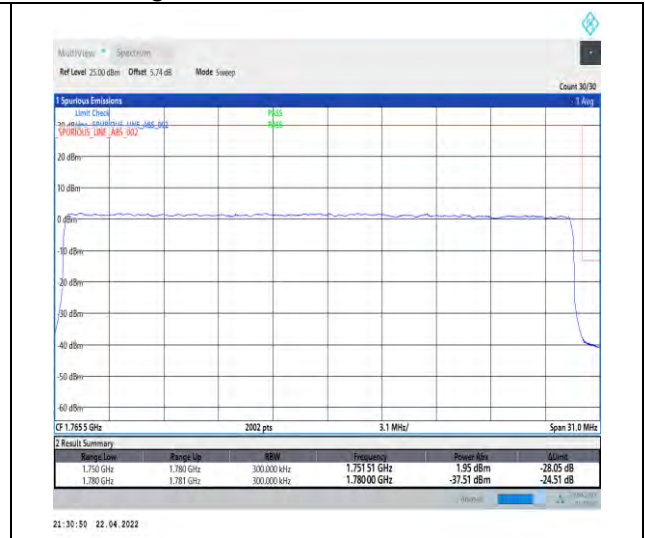 MultiView Spectrum
Ref Level 25.00 dBm Offset 5.74 dB Mode Sweep
Count 30/30
1 Spurious Emissions 1 Avg
Limit Check PASS
SPURIOUS_LINE_ABS_002 PASS
SPURIOUS_LINE_ABS_002
20 dBm
10 dBm
0 dBm
-10 dBm
-20 dBm
-30 dBm
-40 dBm
-50 dBm
-60 dBm
CF 1.765 5 GHz 2002 pts 3.1 MHz/ Span 31.0 MHz
2 Result Summary
Range Low Range Up RBW Frequency Power Abs ΔLimit
1.750 GHz 1.780 GHz 300.000 kHz 1.751 51 GHz 1.95 dBm -28.05 dB
1.780 GHz 1.781 GHz 300.000 kHz 1.780 00 GHz -37.51 dBm -24.51 dB
21:30:50 22.04.2022